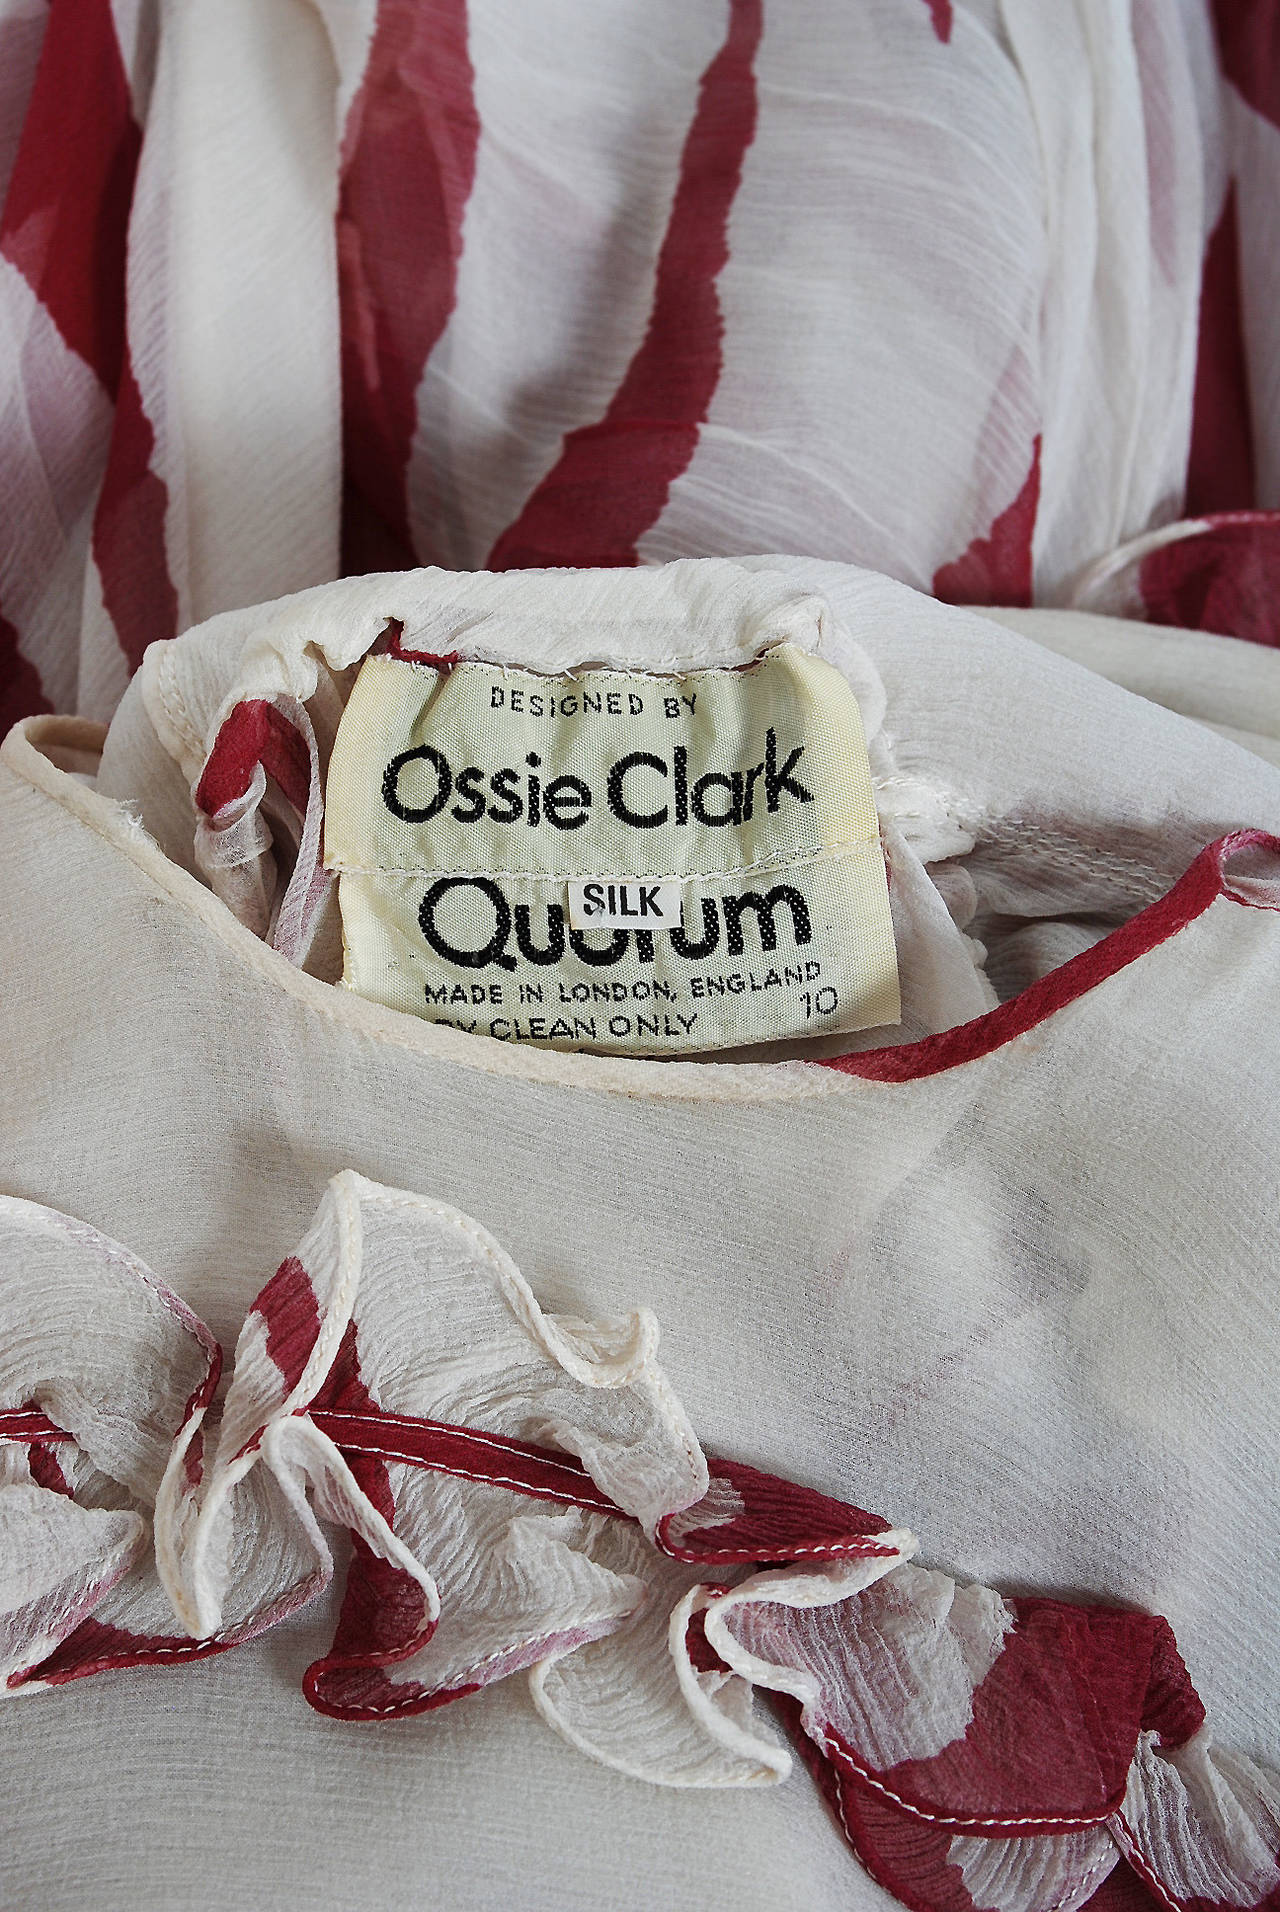 DESIGNED BY
Ossie Clark
SILK
Quorum
MADE IN LONDON, ENGLAND
CLEAN ONLY 10